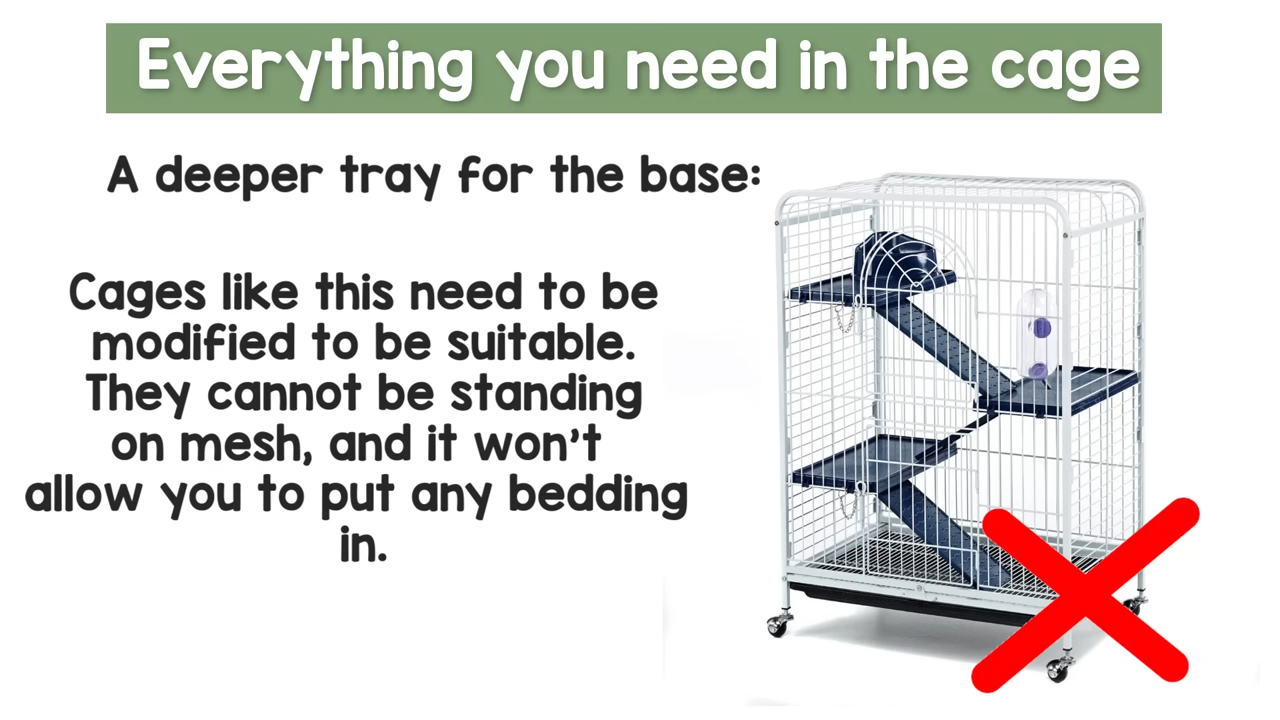 Everything you need in the cage
A deeper tray for the base:
Cages like this need to be
modified to be suitable.
They cannot be standing
on mesh, and it won't
allow you to put any bedding
in.